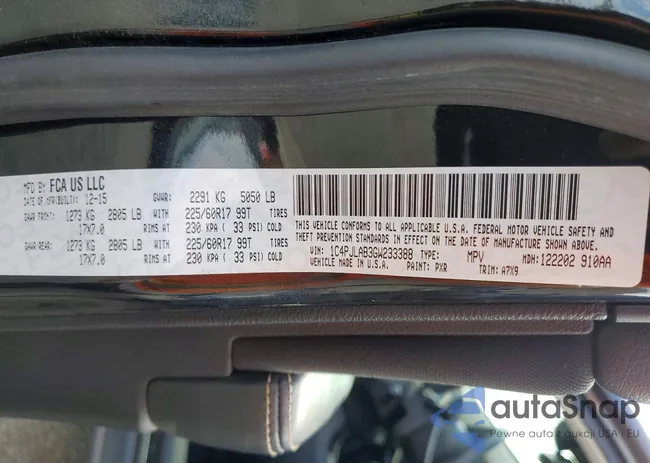 MFD BY FCA US LLC
DATE OF MFR(BUILT): 12-15 GVWR: 2291 KG 5050 LB
GAWR FRONT: 1273 KG 2805 LB WITH 225/60R17 99T TIRES
17X7.0 RIMS AT 230 KPA ( 33 PSI) COLD
GAWR REAR: 1273 KG 2805 LB WITH 225/60R17 99T TIRES
17X7.0 RIMS AT 230 KPA ( 33 PSI) COLD
THIS VEHICLE CONFORMS TO ALL APPLICABLE U.S.A. FEDERAL MOTOR VEHICLE SAFETY AND
THEFT PREVENTION STANDARDS IN EFFECT ON THE DATE OF MANUFACTURE SHOWN ABOVE.
VIN: 1C4PJLAB3GW233388 TYPE: MPV MDH: 122202 910AA
VEHICLE MADE IN U.S.A. PAINT: PXR TRIM: A7X9
autaShop
Pewne auta z aukcji USA i EU